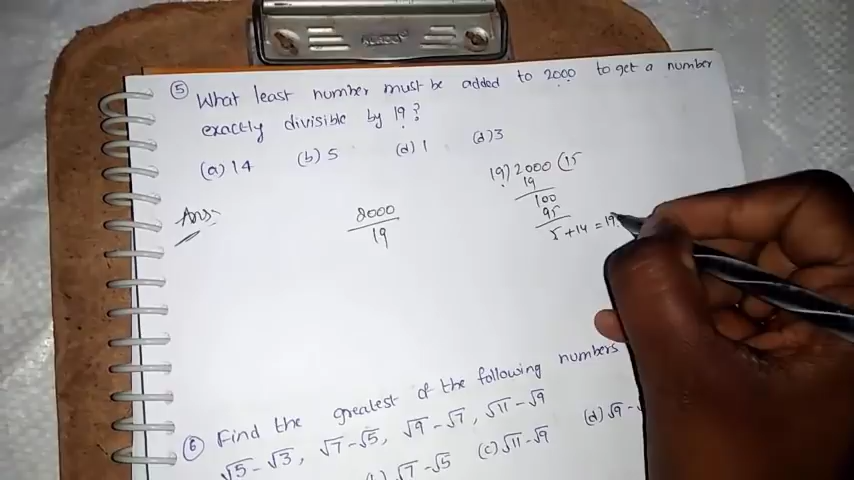 ⑤ What least number must be added to 2000 to get a number
exactly divisible by 19?
(a) 14 (b) 5 (d) 1 (d) 3
Ans:
2000
19
19) 2000 (15
19
100
95
5 + 14 = 19
⑥ Find the greatest of the following numbers
√5 - √3, √7 - √5, √9 - √7, √11 - √9
√7 - √5 (c) √11 - √9 (d) √9 -